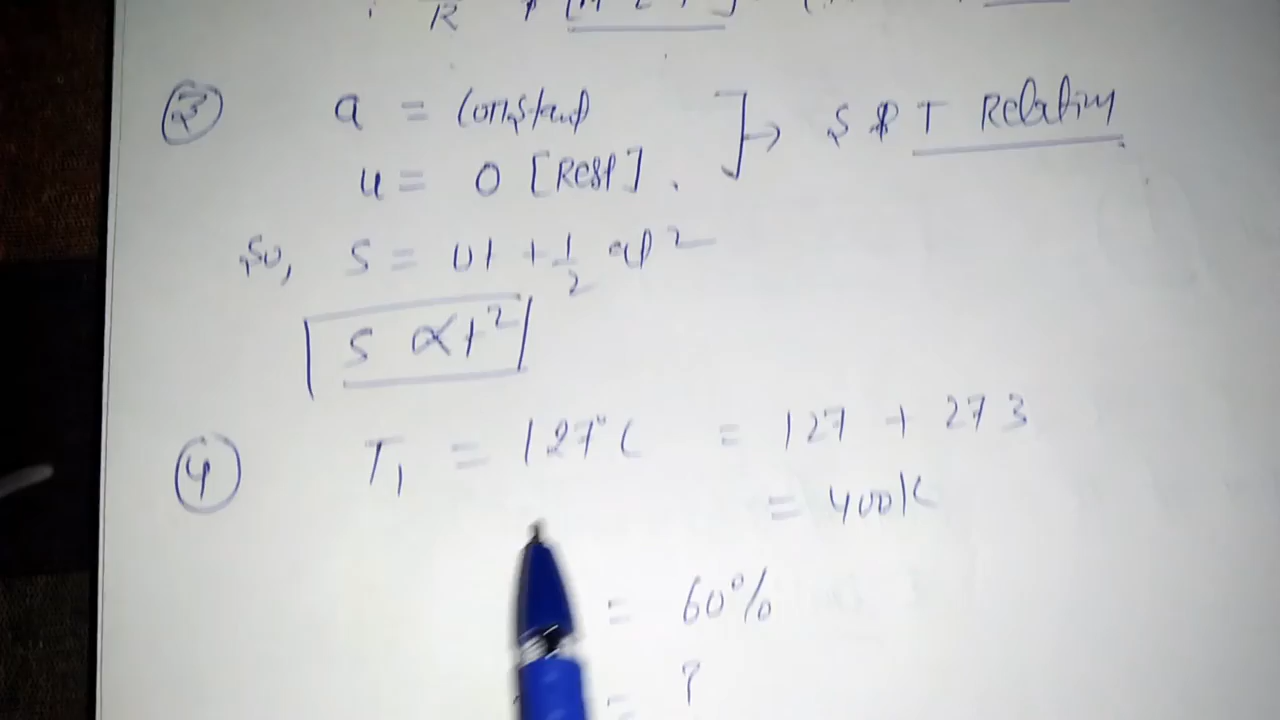 R
③ a = constant
u = 0 [Rest].
S & T Relation
So, S = ut + 1/2 at²
S ∝ t²
④ T₁ = 127°C = 127 + 273
= 400K
= 60%
= ?